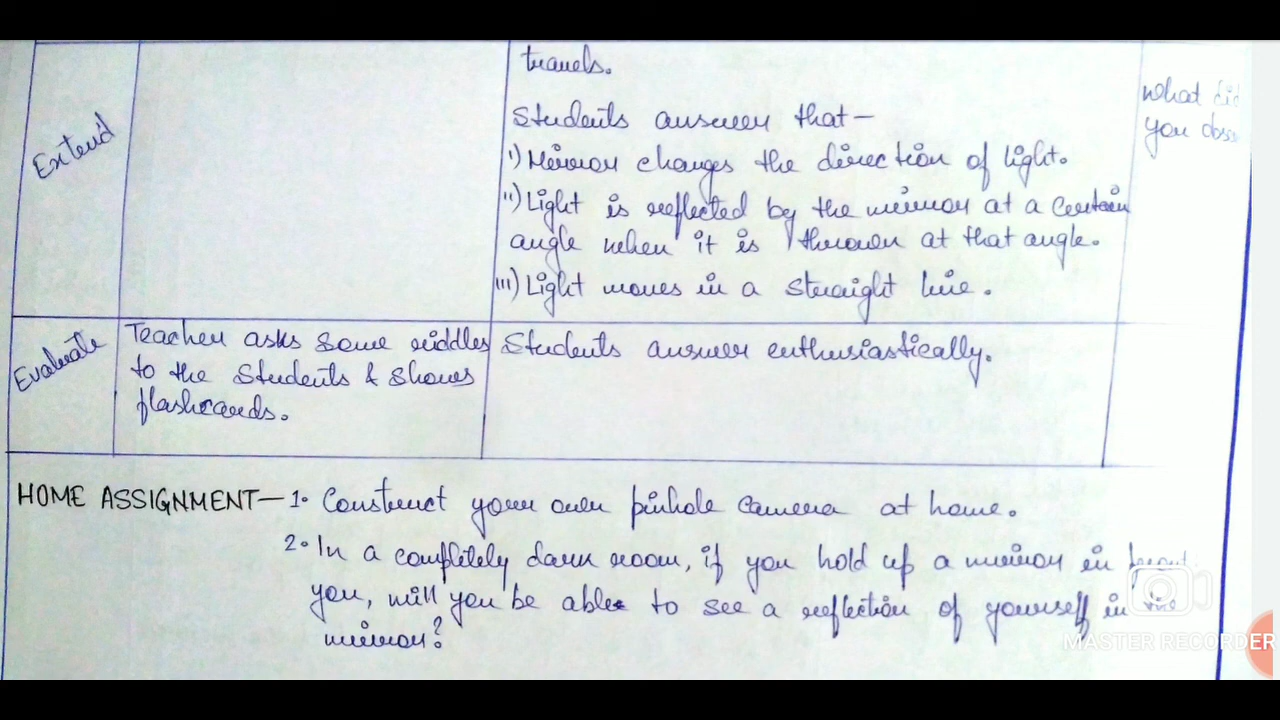 travels.
Students answer that—
i) Mirror changes the direction of light.
ii) Light is reflected by the mirror at a certain
angle when it is thrown at that angle.
iii) Light moves in a straight line.
Extend
what did
you
Evaluate
Teacher asks some riddles
to the students & shows
flashcards.
Students answer enthusiastically.
HOME ASSIGNMENT— 1. Construct your own pinhole camera at home.
2. In a completely dark room, if you hold up a mirror in front
you, will you be able to see a reflection of yourself in the
mirror?
MASTER RECORDER